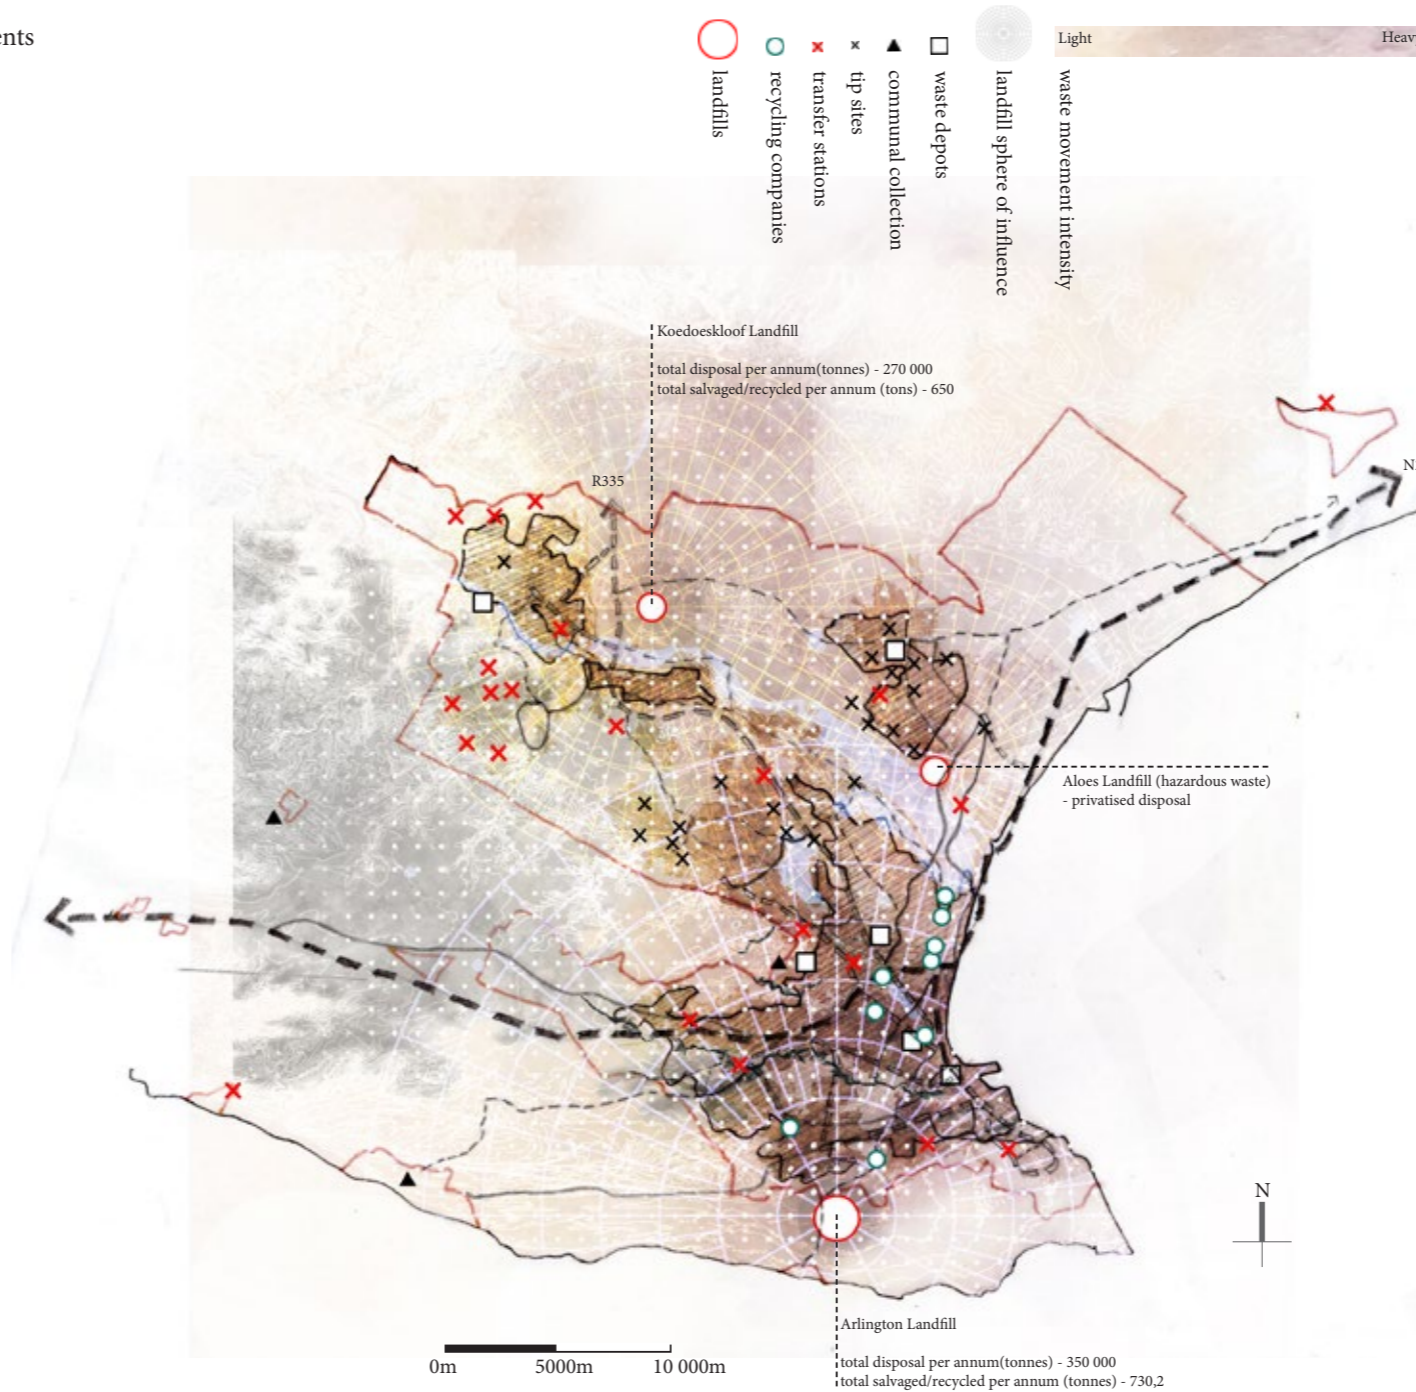 ents
Light
Heav
landfills
recycling companies
transfer stations
tip sites
communal collection
waste depots
landfill sphere of influence
waste movement intensity
Koedoeskloof Landfill
total disposal per annum(tonnes) - 270 000
total salvaged/recycled per annum (tons) - 650
R335
N
Aloes Landfill (hazardous waste)
- privatised disposal
N
Arlington Landfill
total disposal per annum(tonnes) - 350 000
total salvaged/recycled per annum (tonnes) - 730,2
0m
5000m
10 000m